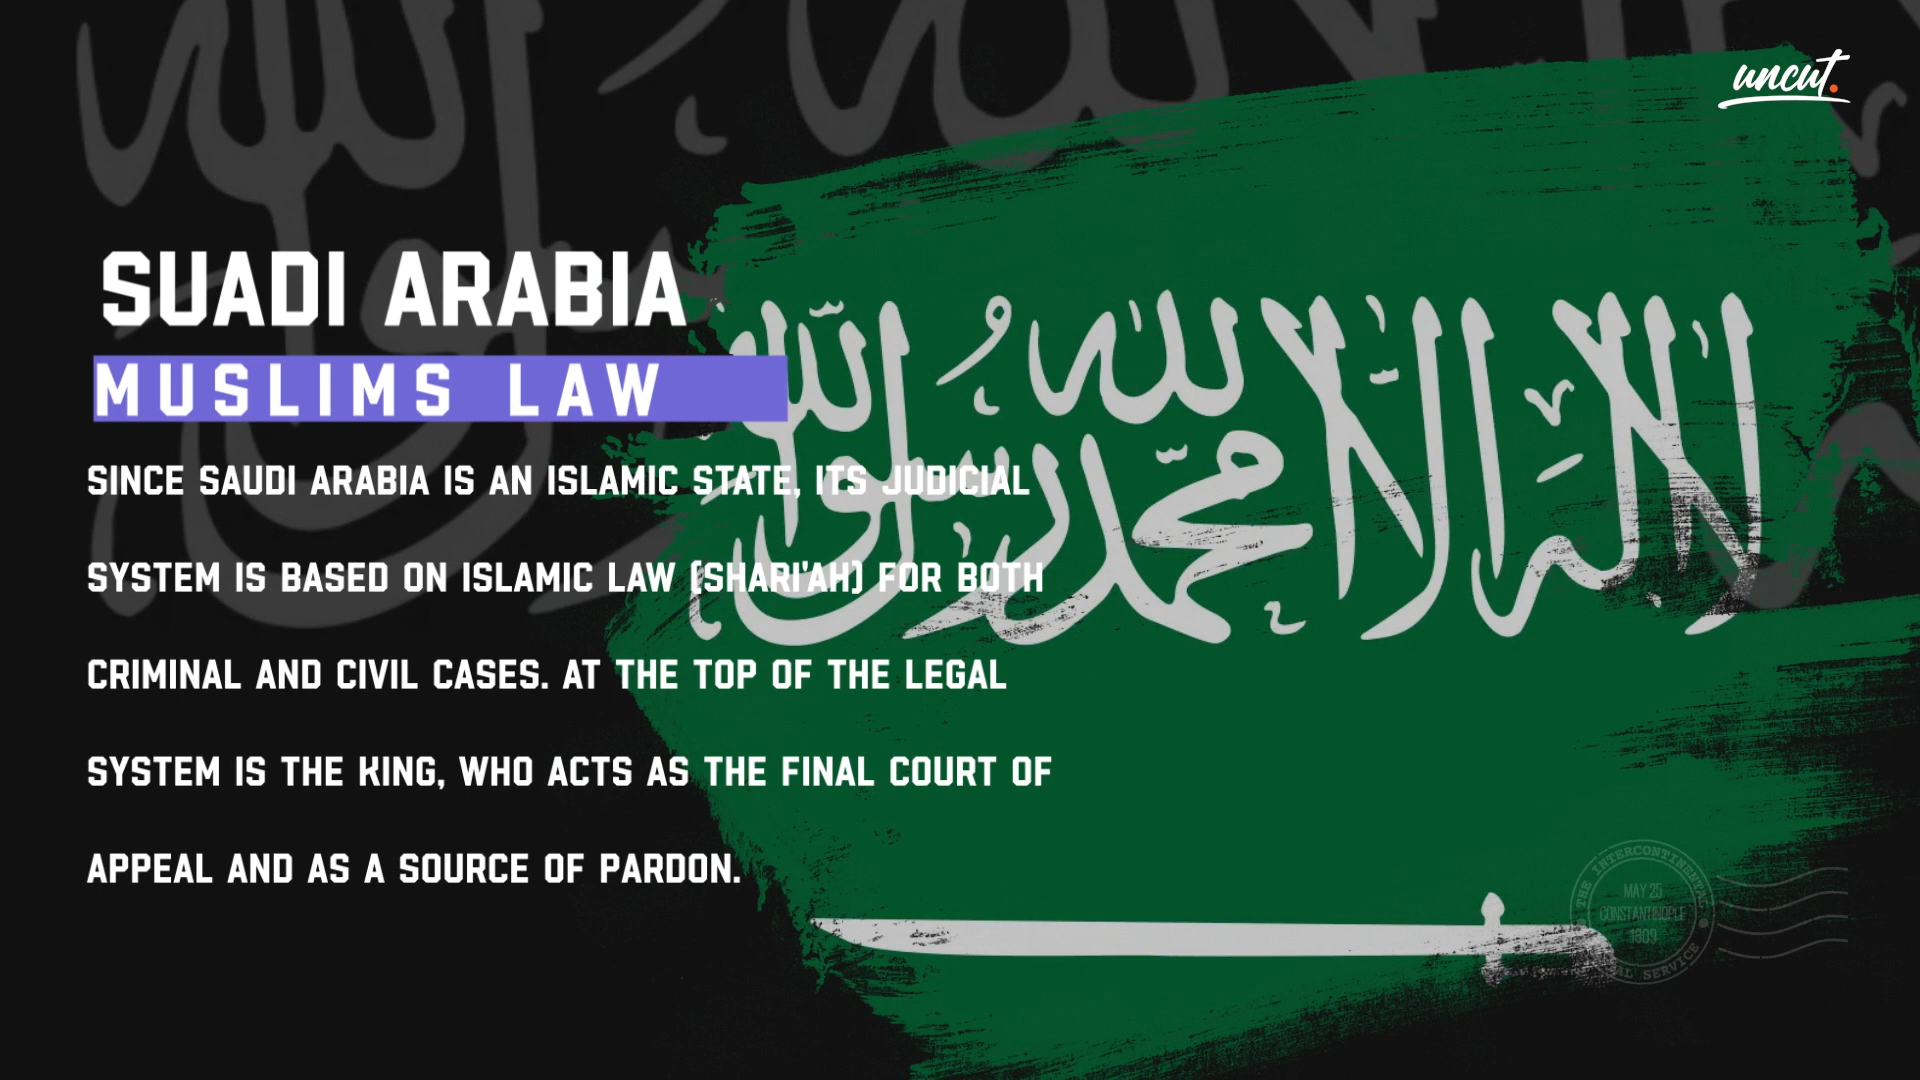 uncut.
SUADI ARABIA
MUSLIMS LAW
SINCE SAUDI ARABIA IS AN ISLAMIC STATE, ITS JUDICIAL
SYSTEM IS BASED ON ISLAMIC LAW (SHARI'AH) FOR BOTH
CRIMINAL AND CIVIL CASES. AT THE TOP OF THE LEGAL
SYSTEM IS THE KING, WHO ACTS AS THE FINAL COURT OF
APPEAL AND AS A SOURCE OF PARDON.
لا إله إلا الله محمد رسول الله
THE INTERCONTINENTAL
MAY 25
CONSTANTINOPLE
1809
SERVICE